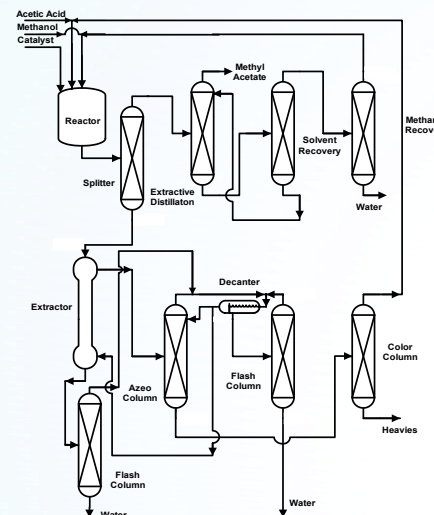 Acetic Acid
Methanol
Catalyst
Reactor
Splitter
Methyl
Acetate
Extractive
Distillaton
Solvent
Recovery
Water
Extractor
Decanter
Azeo
Column
Flash
Column
Color
Column
Heavies
Flash
Column
Water
Water